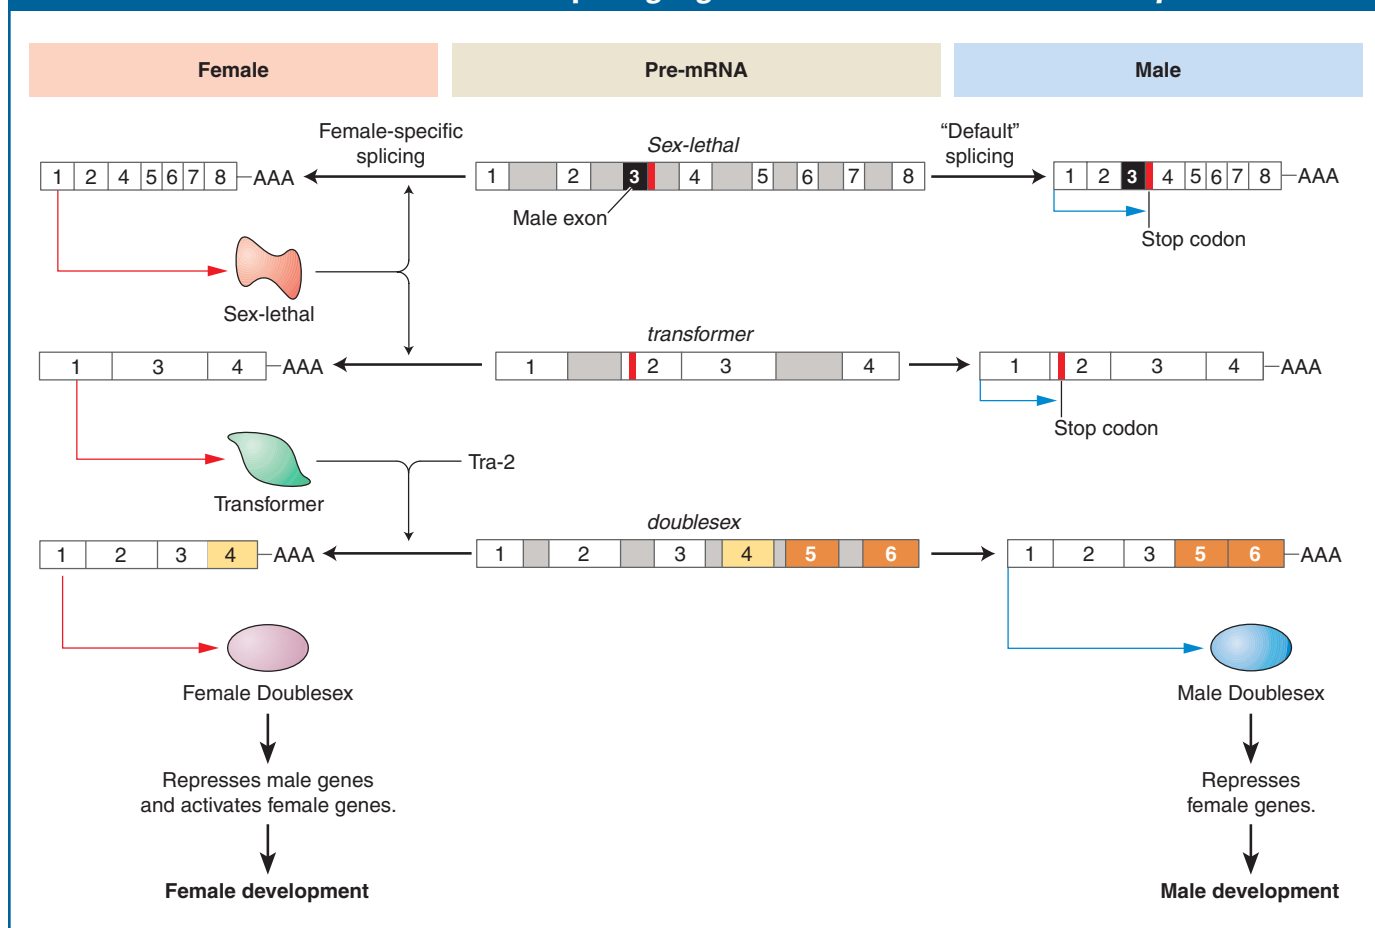 Female
Pre-mRNA
Male
Female-specific
splicing
Sex-lethal
"Default"
splicing
1 2 4 5 6 7 8 AAA
1 2 3 4 5 6 7 8
1 2 3 4 5 6 7 8 AAA
Male exon
Stop codon
Sex-lethal
transformer
1 3 4 AAA
1 2 3 4
1 2 3 4 AAA
Stop codon
Tra-2
Transformer
doublesex
1 2 3 4 AAA
1 2 3 4 5 6
1 2 3 5 6 AAA
Female Doublesex
Male Doublesex
Represses male genes
and activates female genes.
Represses
female genes.
Female development
Male development